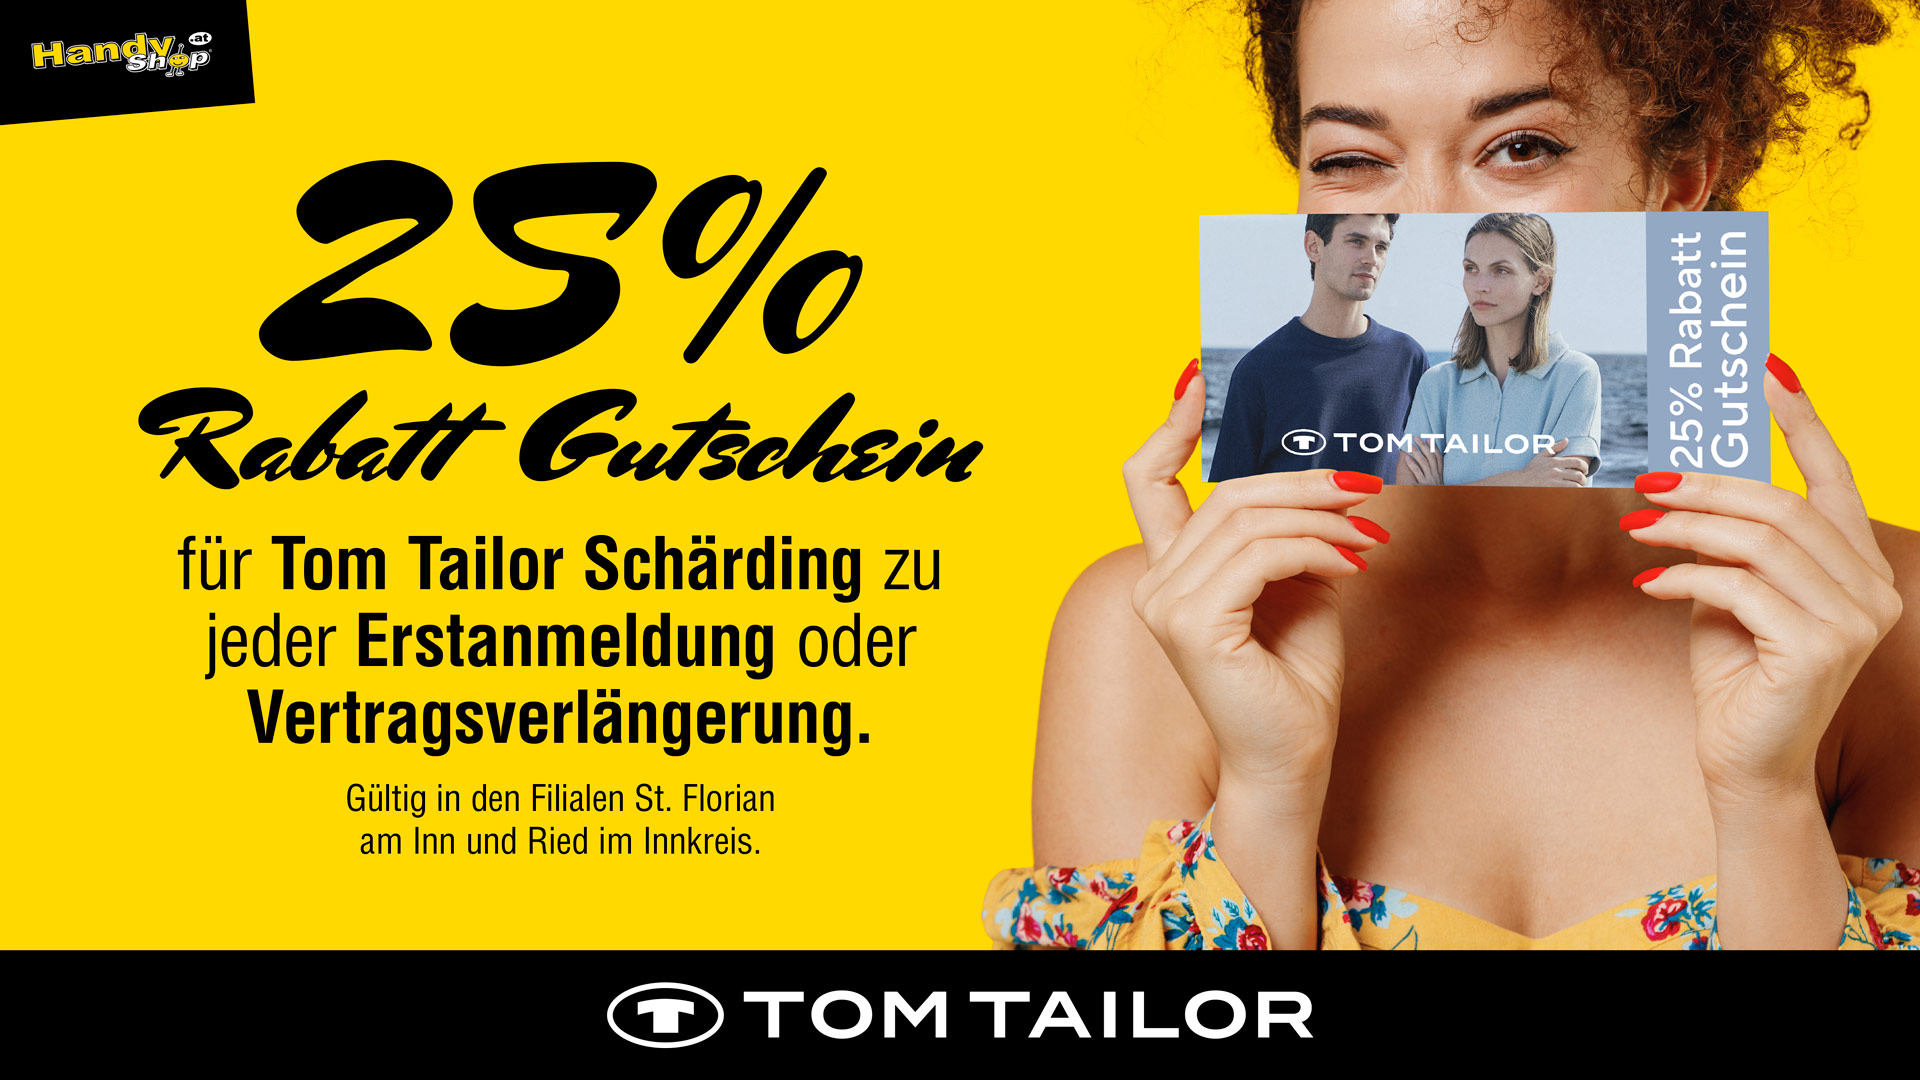 Handy
Shop
.at
25%
Rabatt Gutschein
für Tom Tailor Schärding zu
jeder Erstanmeldung oder
Vertragsverlängerung.
Gültig in den Filialen St. Florian
am Inn und Ried im Innkreis.
TOM TAILOR
25% Rabatt
Gutschein
TOM TAILOR